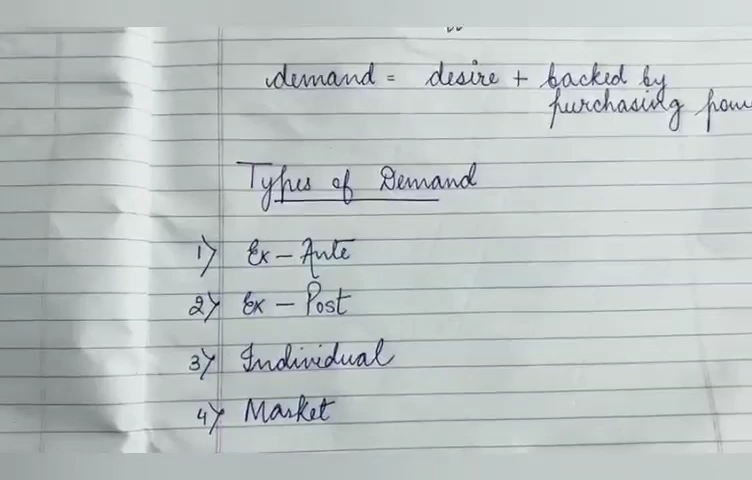 demand = desire + backed by
purchasing
Types of Demand
1) Ex - Ante
2) Ex - Post
3) Individual
4) Market